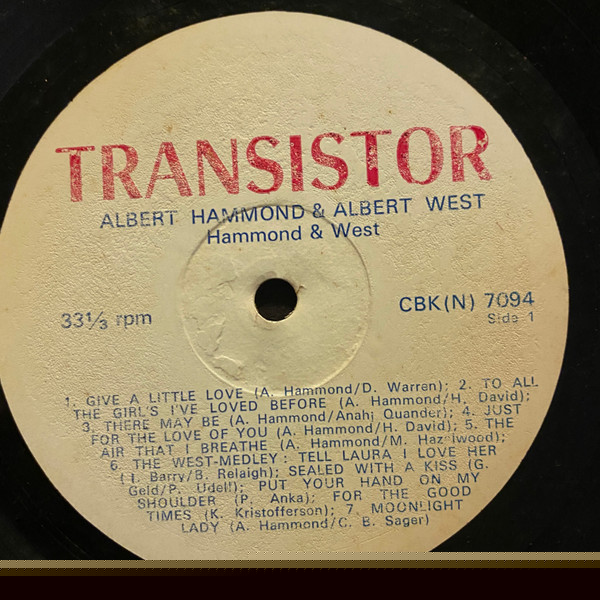 TRANSISTOR
ALBERT HAMMOND & ALBERT WEST
Hammond & West
33⅓ rpm
CBK(N) 7094
Side 1
1. GIVE A LITTLE LOVE (A. Hammond/D. Warren); 2. TO ALL
THE GIRL'S I'VE LOVED BEFORE (A. Hammond/H. David);
3. THERE MAY BE (A. Hammond/Anahi Quander); 4. JUST
FOR THE LOVE OF YOU (A. Hammond/H. David); 5. THE
AIR THAT I BREATHE (A. Hammond/M. Hazelwood);
6. THE WEST-MEDLEY: TELL LAURA I LOVE HER
Barry/B. Relaigh); SEALED WITH A KISS (G.
Geld/P. Udell); PUT YOUR HAND ON MY
SHOULDER (P. Anka); FOR THE GOOD
TIMES (K. Kristofferson); 7. MOONLIGHT
LADY (A. Hammond/C. B. Sager)